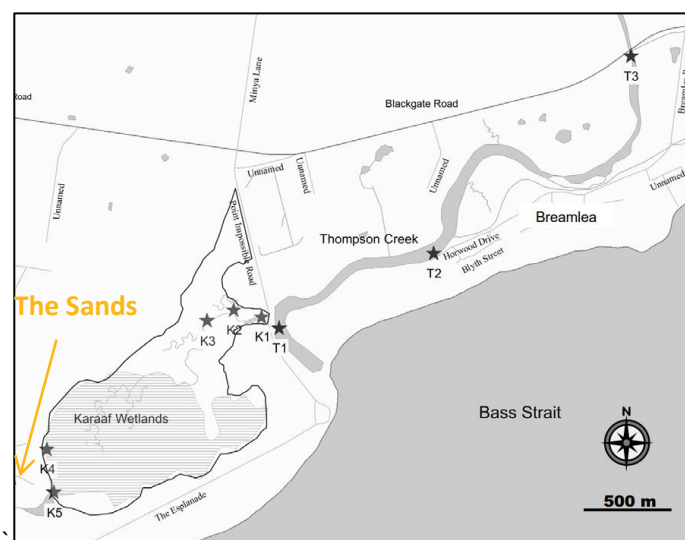 T3
Minya Lane
Road
Blackgate Road
Breamlea R
Unnamed
Unnamed
Unnamed
Unnamed
Unnamed
Point Impossible Road
Breamlea
Thompson Creek
Horwood Drive
T2
Blyth Street
The Sands
K2
K3
K1
T1
Karaaf Wetlands
Bass Strait
N
K4
K5
The Esplanade
500 m
`